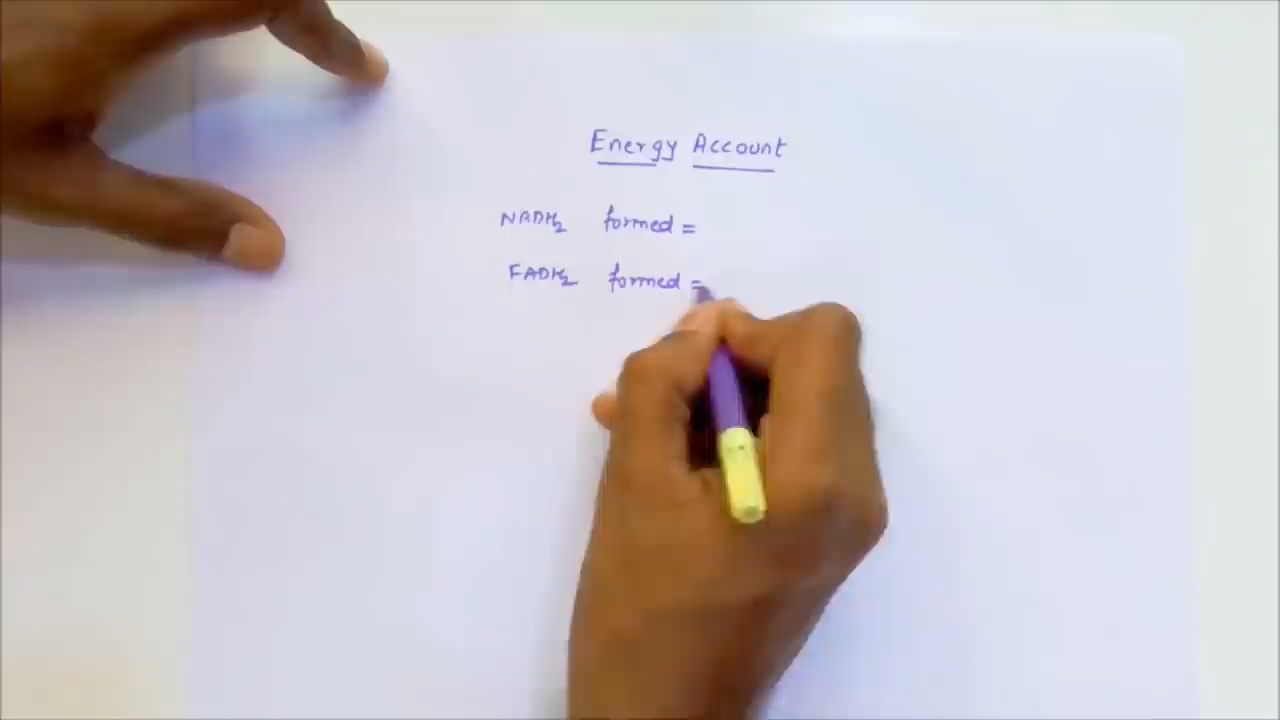 Energy Account
NADH₂ formed =
FADH₂ formed =